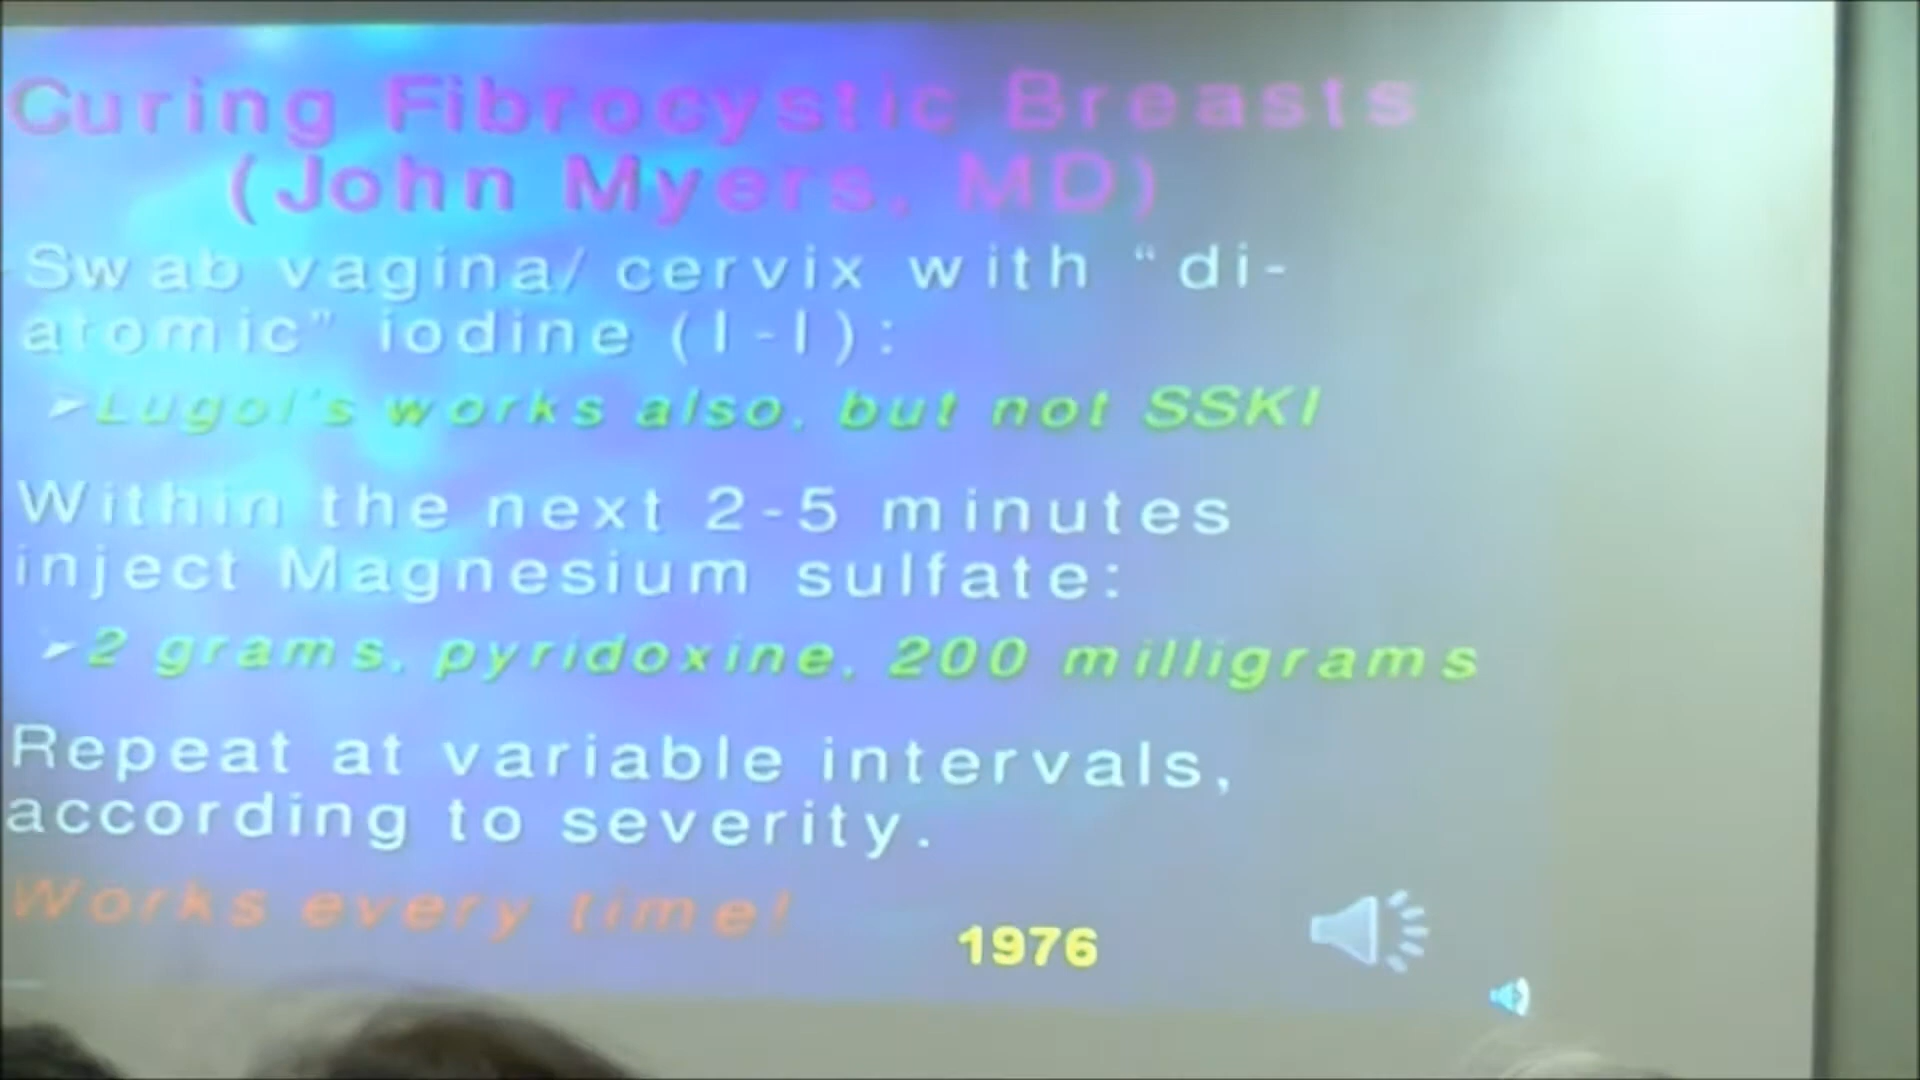 Curing Fibrocystic Breasts
(John Myers, MD)
Swab vagina/ cervix with “di-
atomic” iodine (I-I):
➢Lugol's works also, but not SSKI
Within the next 2-5 minutes
inject Magnesium sulfate:
➢2 grams, pyridoxine, 200 milligrams
Repeat at variable intervals,
according to severity.
Works every time!
1976